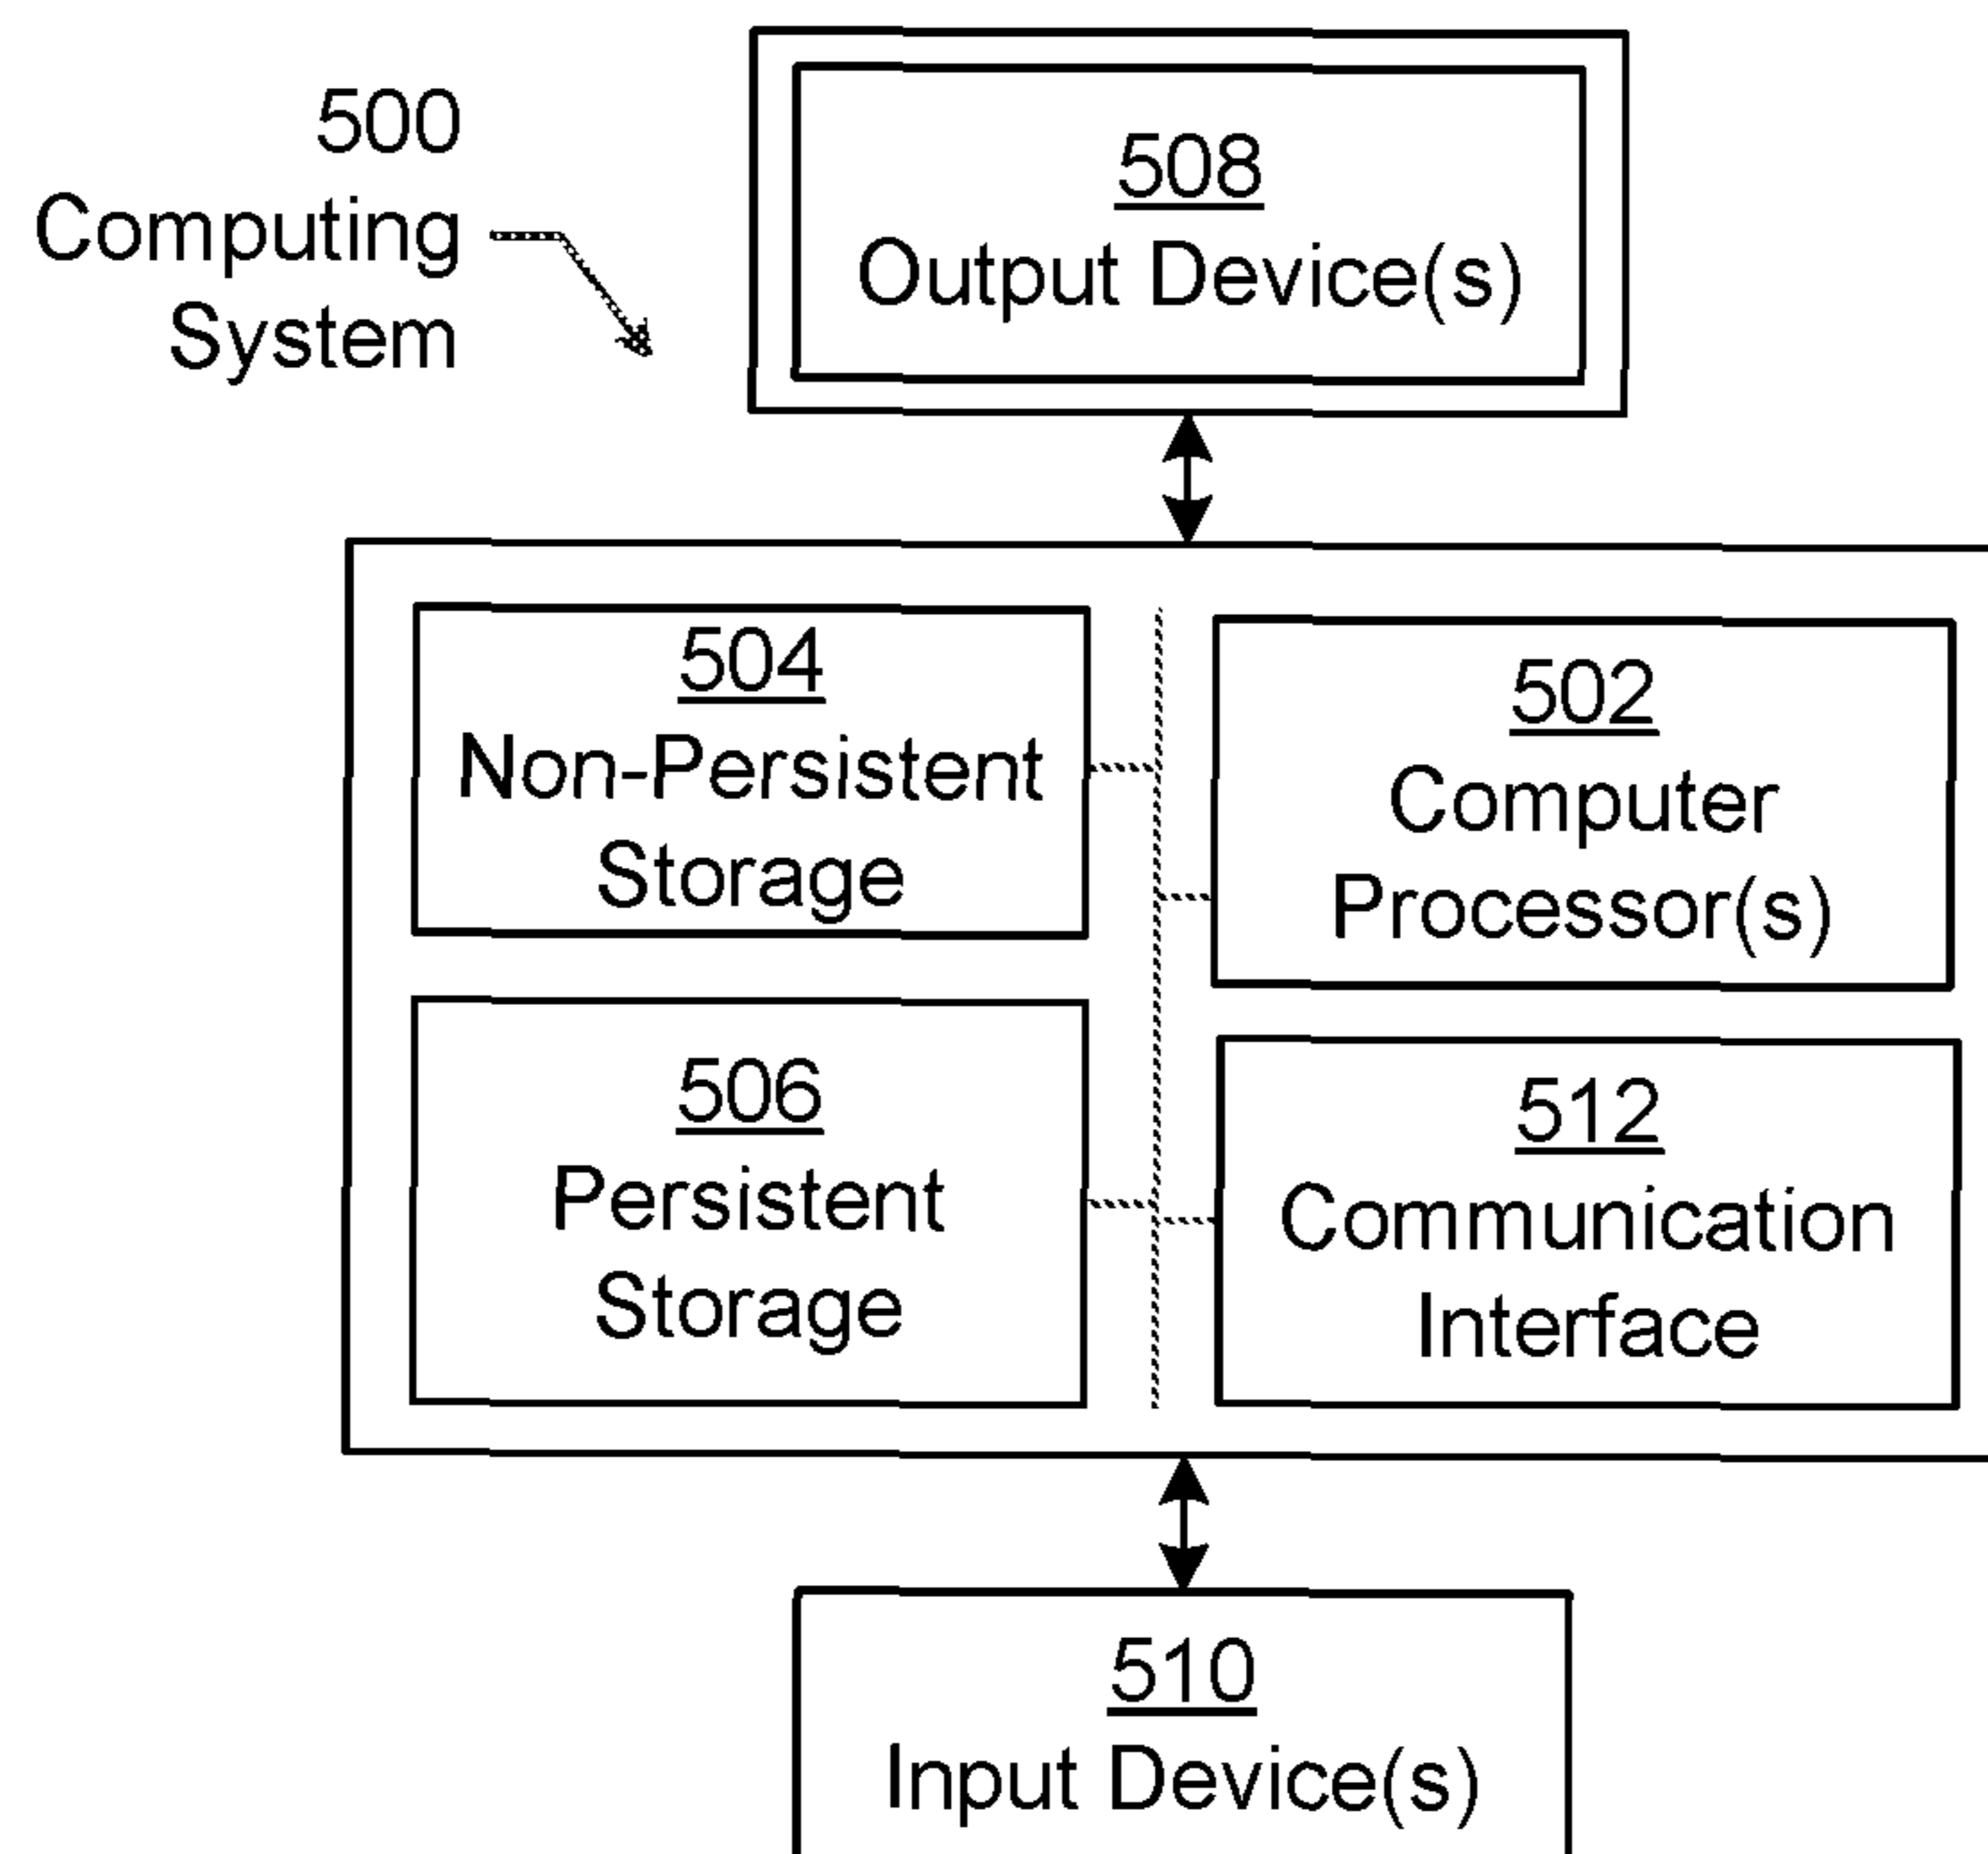 500
Computing
System
508
Output Device(s)
504
Non-Persistent
Storage
502
Computer
Processor(s)
506
Persistent
Storage
512
Communication
Interface
510
Input Device(s)